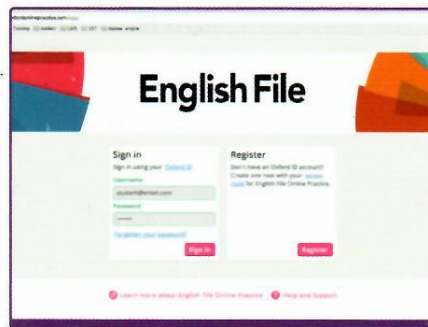 English File
Sign in
Sign in using your Oxford ID
Username
student@email.com
Password
Forgotten your password?
Sign in
Register
Don't have an Oxford ID account?
Create one now with your access
code for English File Online Practice.
Register
Learn more about English File Online Practice
Help and Support